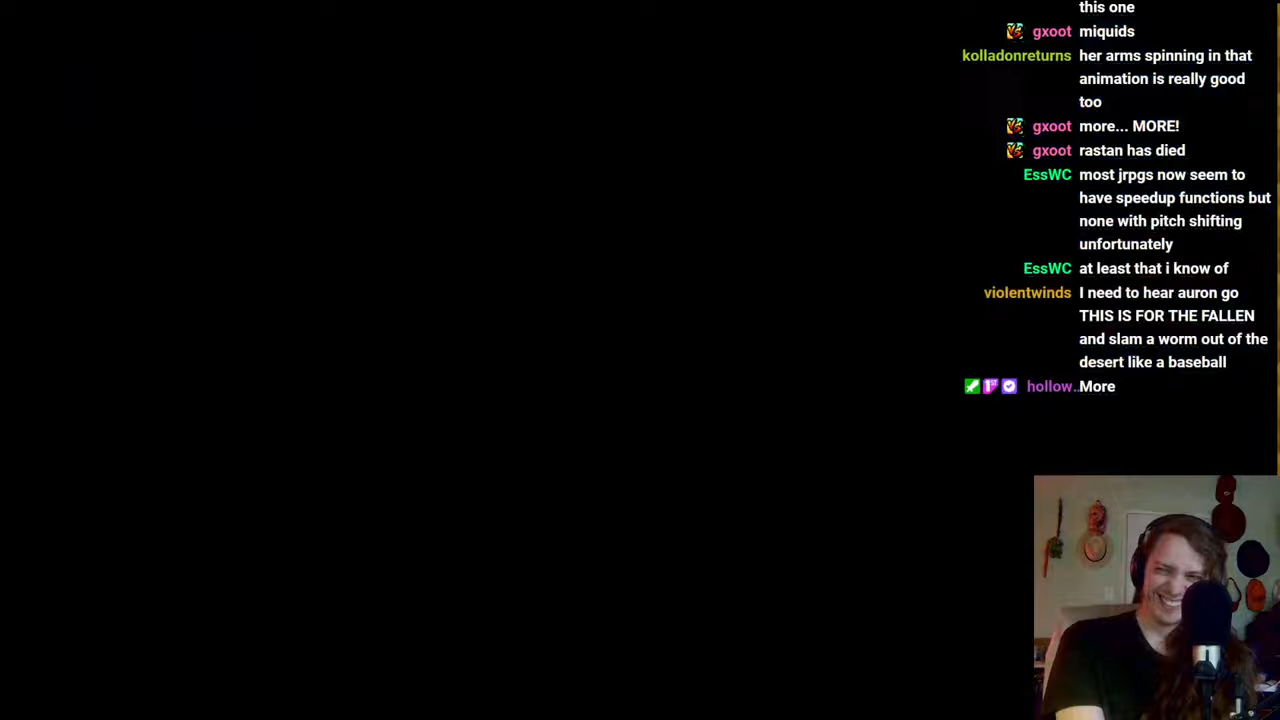 this one
gxoot miquids
kolladonreturns her arms spinning in that
animation is really good
too
gxoot more... MORE!
gxoot rastan has died
EssWC most jrpgs now seem to
have speedup functions but
none with pitch shifting
unfortunately
EssWC at least that i know of
violentwinds I need to hear auron go
THIS IS FOR THE FALLEN
and slam a worm out of the
desert like a baseball
hollow.. More